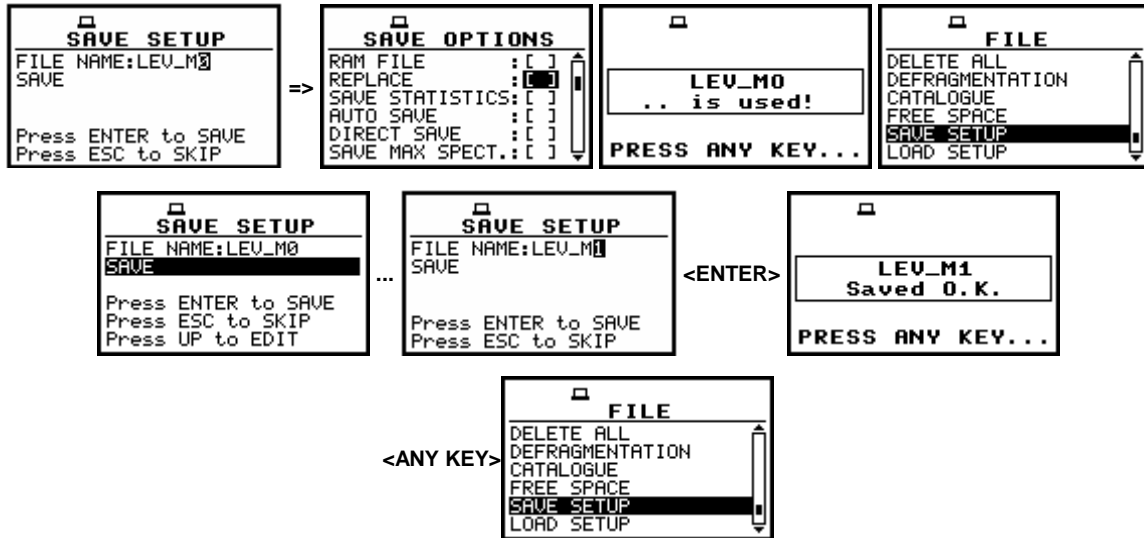 SAVE SETUP
FILE NAME:LEV_M0
SAVE
Press ENTER to SAVE
Press ESC to SKIP
=>
SAVE OPTIONS
RAM FILE :[ ]
REPLACE :[ ]
SAVE STATISTICS:[ ]
AUTO SAVE :[ ]
DIRECT SAVE :[ ]
SAVE MAX SPECT.:[ ]
LEV_M0
.. is used!
PRESS ANY KEY...
FILE
DELETE ALL
DEFRAGMENTATION
CATALOGUE
FREE SPACE
SAVE SETUP
LOAD SETUP
SAVE SETUP
FILE NAME:LEV_M0
SAVE
Press ENTER to SAVE
Press ESC to SKIP
Press UP to EDIT
...
SAVE SETUP
FILE NAME:LEV_M1
SAVE
Press ENTER to SAVE
Press ESC to SKIP
<ENTER>
LEV_M1
Saved O.K.
PRESS ANY KEY...
<ANY KEY>
FILE
DELETE ALL
DEFRAGMENTATION
CATALOGUE
FREE SPACE
SAVE SETUP
LOAD SETUP